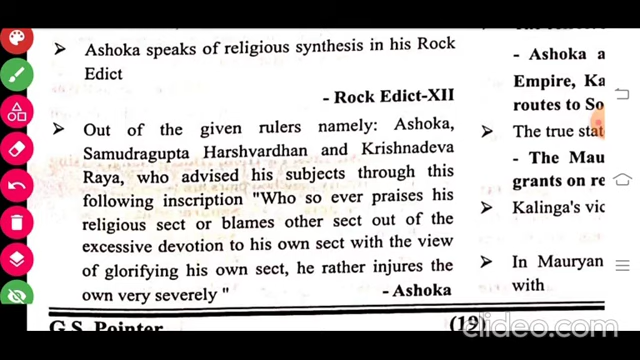 ➢ Ashoka speaks of religious synthesis in his Rock
Edict
- Rock Edict-XII
➢ Out of the given rulers namely: Ashoka,
Samudragupta Harshvardhan and Krishnadeva
Raya, who advised his subjects through this
following inscription "Who so ever praises his
religious sect or blames other sect out of the
excessive devotion to his own sect with the view
of glorifying his own sect, he rather injures the
own very severely "
- Ashoka
G.S. Pointer
(19)
- Ashoka a
Empire, Ka
routes to So
➢ The true stat
- The Mau
grants on re
➢ Kalinga's vic
➢ In Mauryan
with
clideo.com